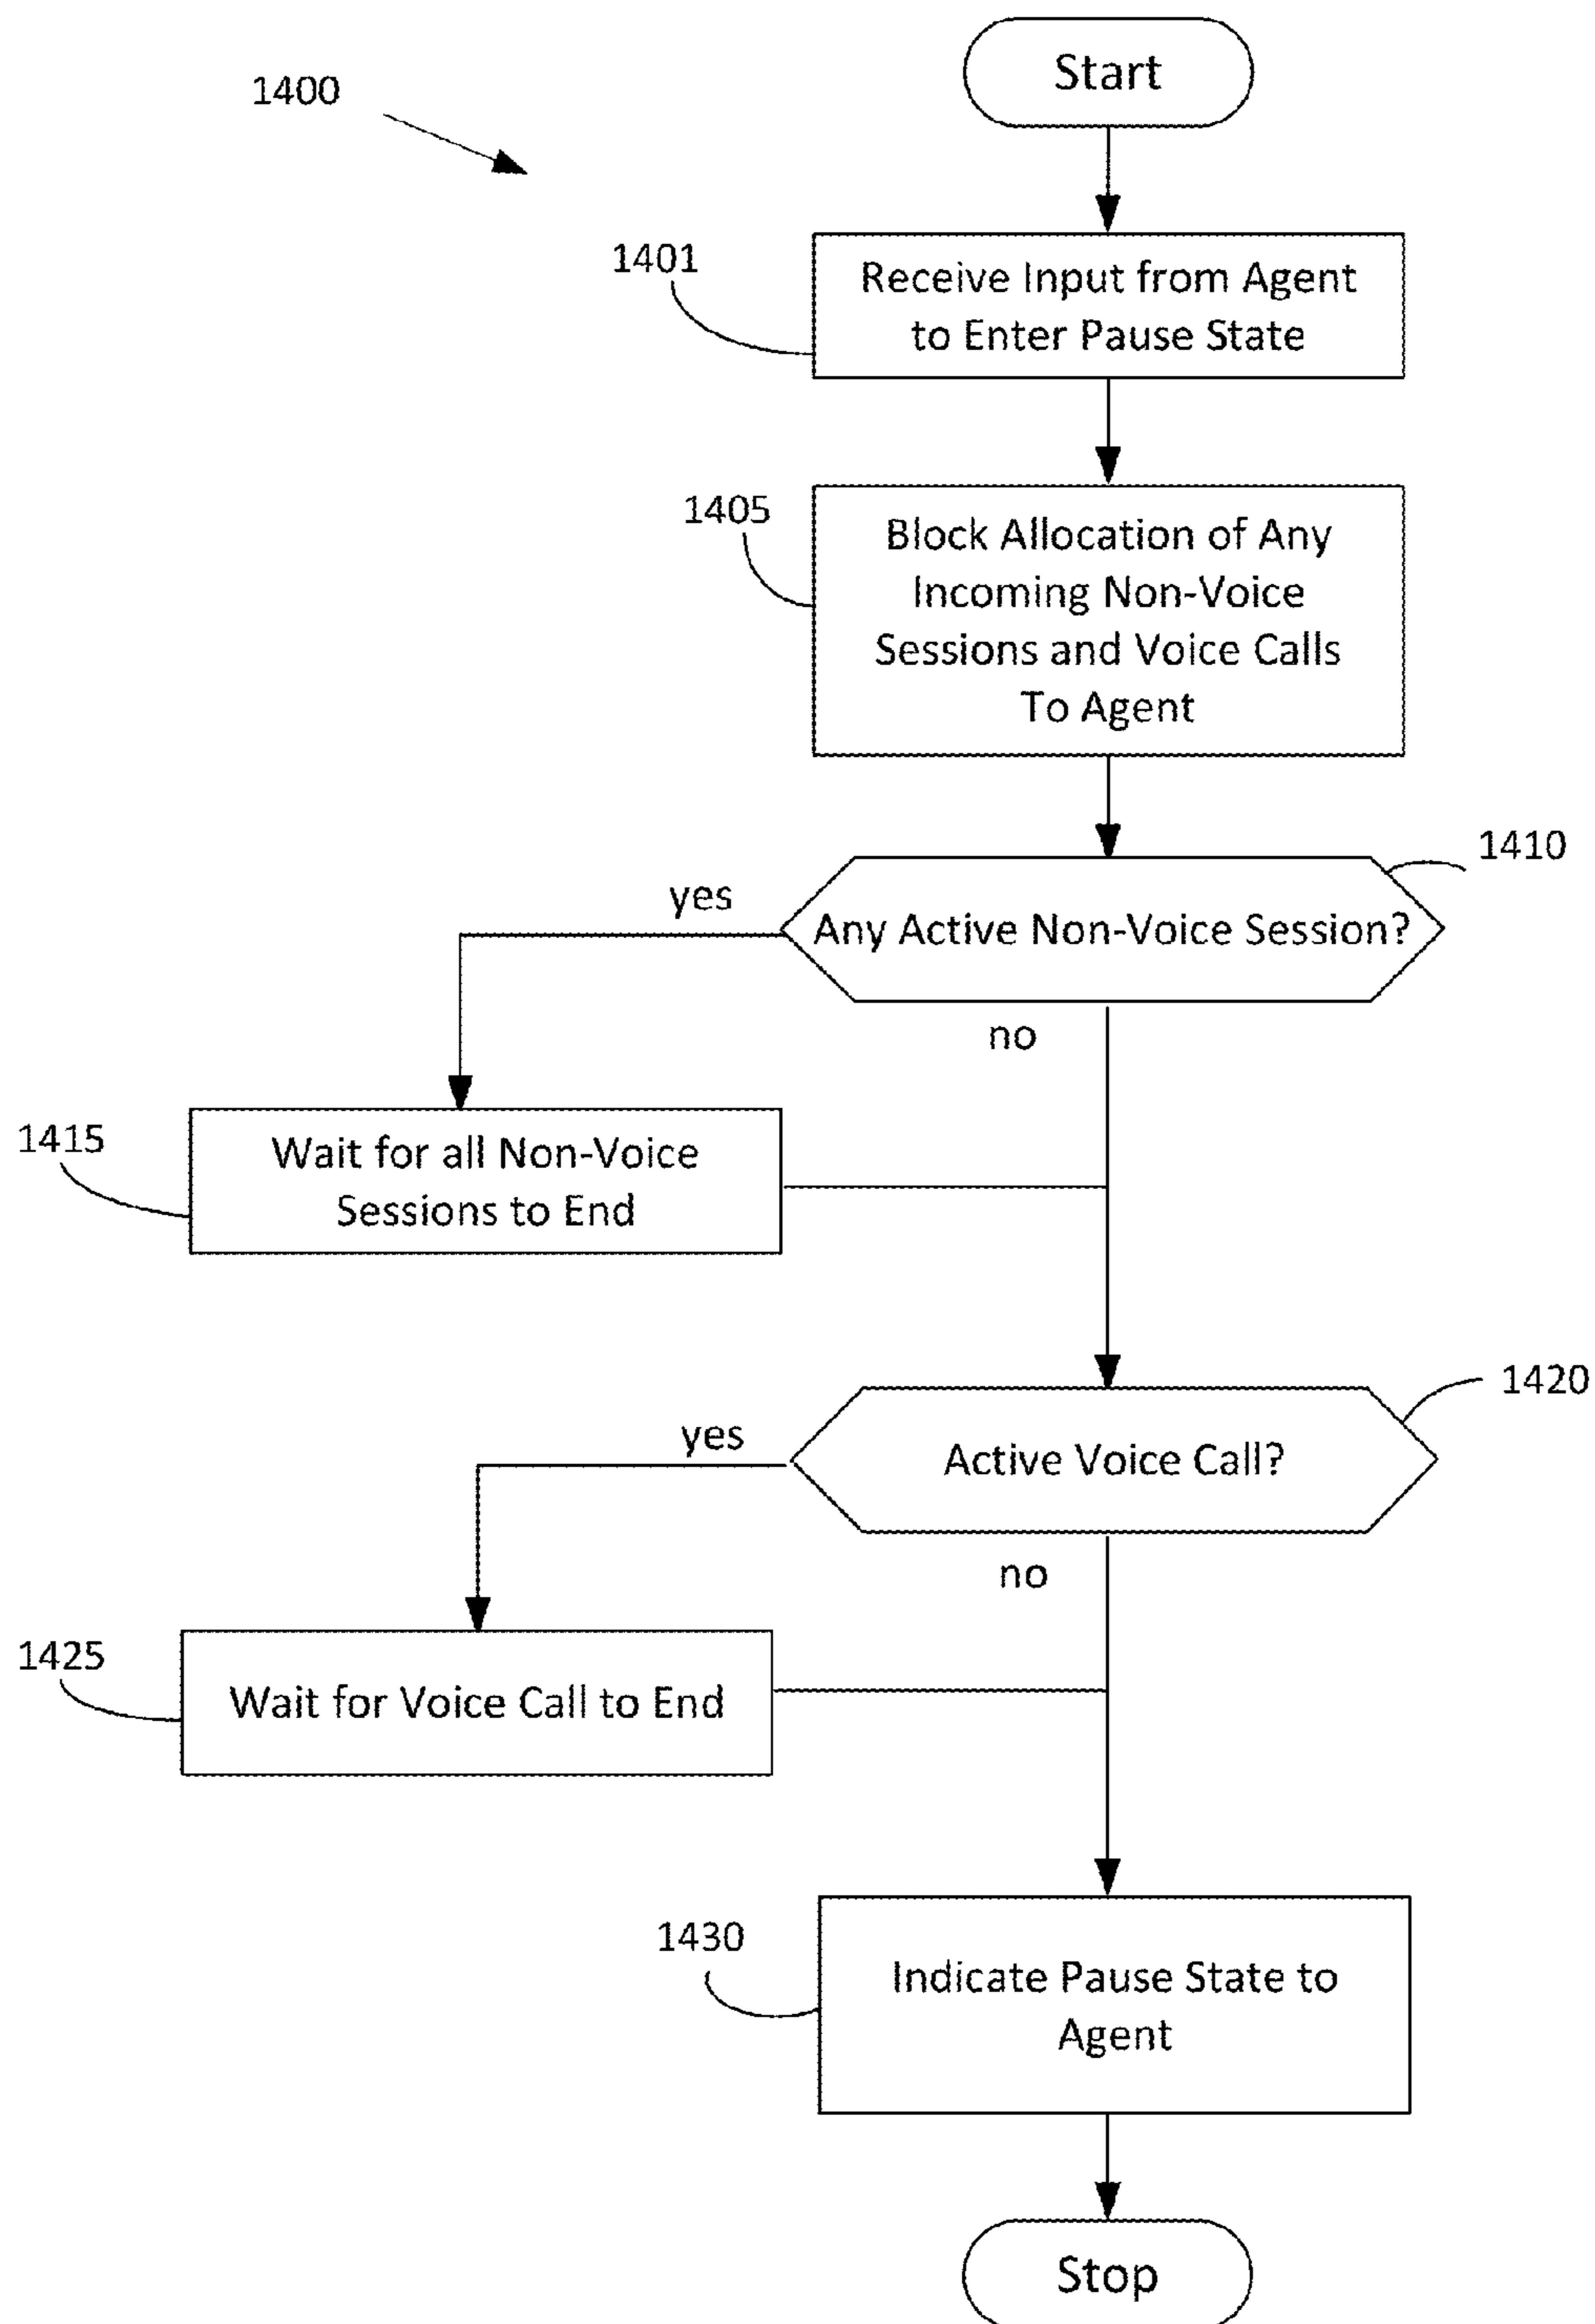 Start
1400
1401
Receive Input from Agent
to Enter Pause State
1405
Block Allocation of Any
Incoming Non-Voice
Sessions and Voice Calls
To Agent
1410
yes
Any Active Non-Voice Session?
no
1415
Wait for all Non-Voice
Sessions to End
1420
yes
Active Voice Call?
no
1425
Wait for Voice Call to End
1430
Indicate Pause State to
Agent
Stop